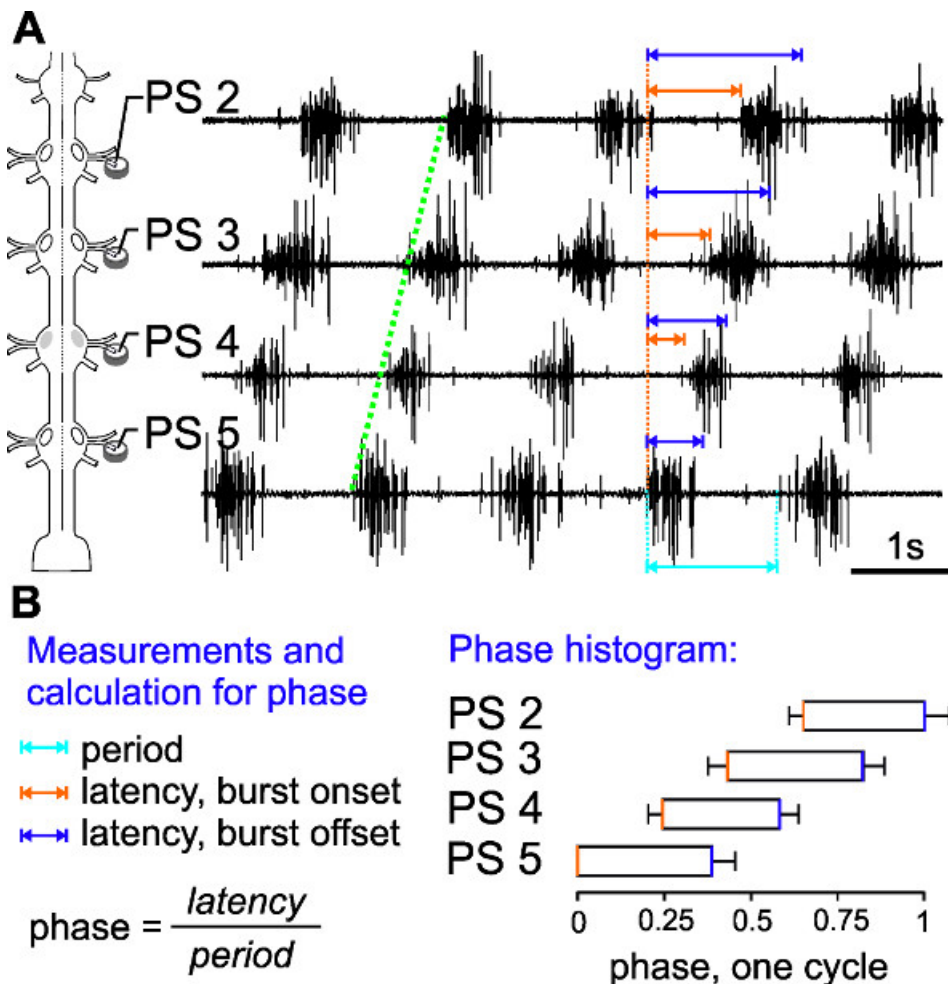 A
PS 2
PS 3
PS 4
PS 5
1s
B
Measurements and
calculation for phase
period
latency, burst onset
latency, burst offset
phase = latency
period
Phase histogram:
PS 2
PS 3
PS 4
PS 5
0 0.25 0.5 0.75 1
phase, one cycle